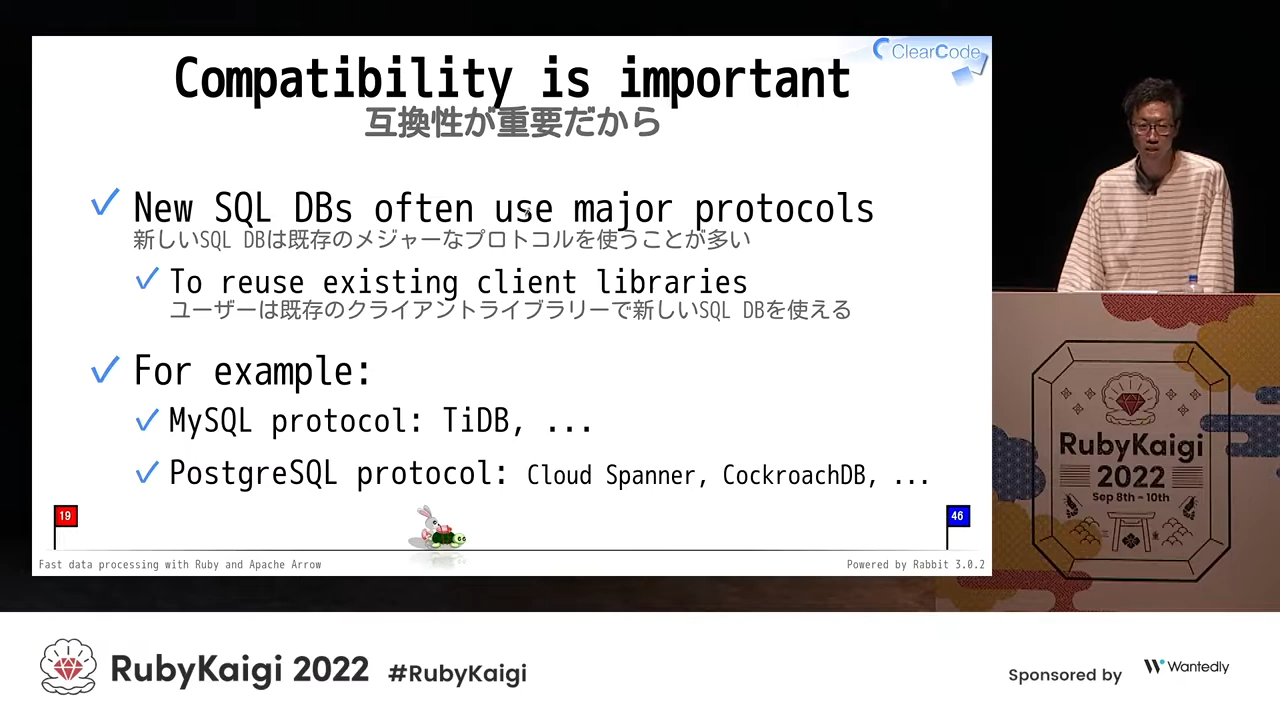 ClearCode
Compatibility is important
互換性が重要だから
New SQL DBs often use major protocols
新しいSQL DBは既存のメジャーなプロトコルを使うことが多い
To reuse existing client libraries
ユーザーは既存のクライアントライブラリーで新しいSQL DBを使える
For example:
MySQL protocol: TiDB, ...
PostgreSQL protocol: Cloud Spanner, CockroachDB, ...
19
46
Fast data processing with Ruby and Apache Arrow
Powered by Rabbit 3.0.2
RubyKaigi
2022
Sep 8th - 10th
RubyKaigi 2022 #RubyKaigi
Sponsored by Wantedly